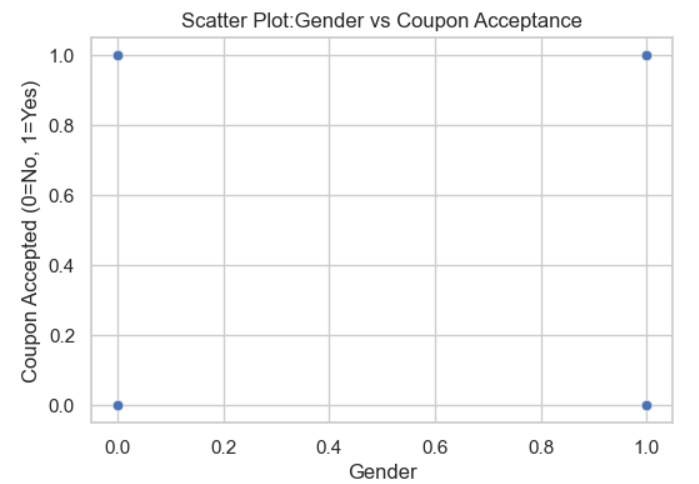 Scatter Plot:Gender vs Coupon Acceptance
Coupon Accepted (0=No, 1=Yes)
1.0
0.8
0.6
0.4
0.2
0.0
0.0 0.2 0.4 0.6 0.8 1.0
Gender